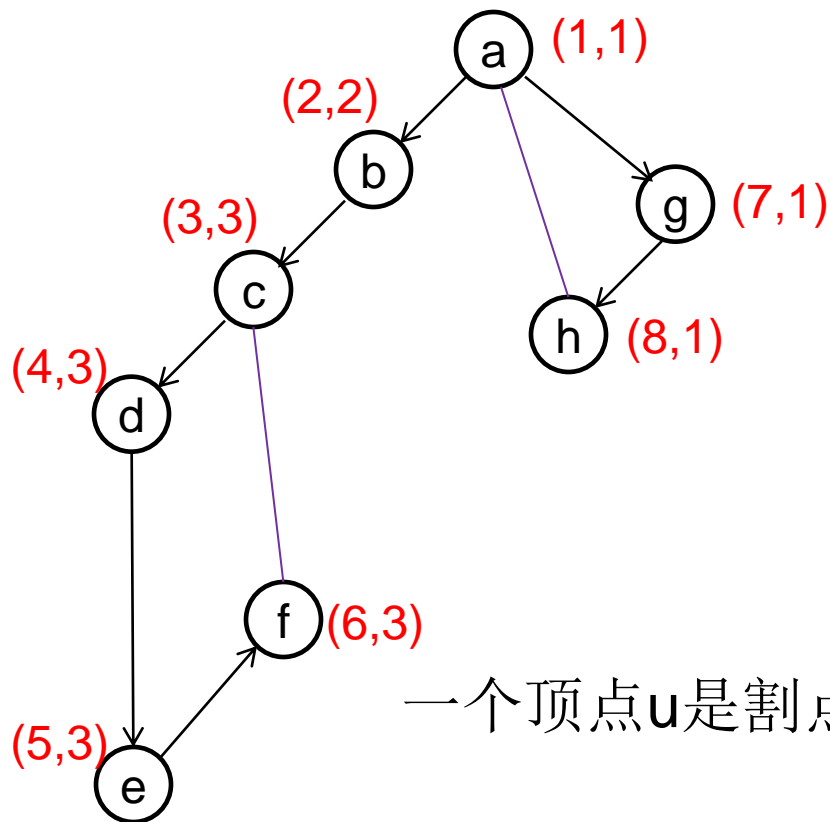 a (1,1)
(2,2)
b
g (7,1)
(3,3)
c
h (8,1)
(4,3)
d
f (6,3)
一个顶点u是割点
(5,3)
e